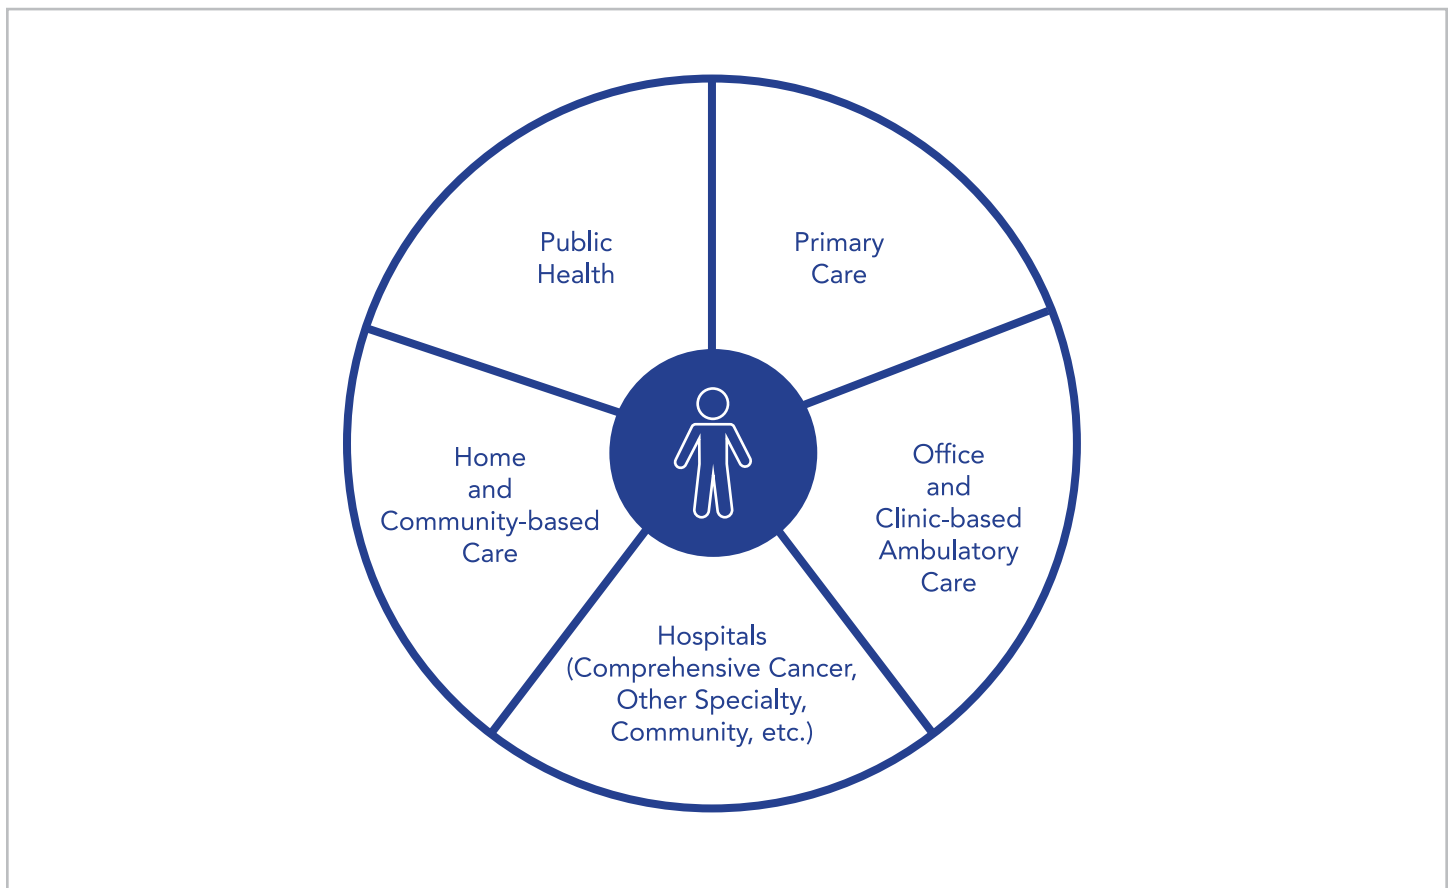 Public
Health
Primary
Care
Home
and
Community-based
Care
Office
and
Clinic-based
Ambulatory
Care
Hospitals
(Comprehensive Cancer,
Other Specialty,
Community, etc.)